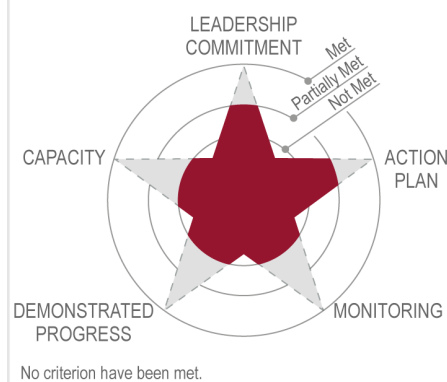 LEADERSHIP
COMMITMENT
Met
Partially Met
Not Met
CAPACITY
ACTION
PLAN
DEMONSTRATED
PROGRESS
MONITORING
No criterion have been met.